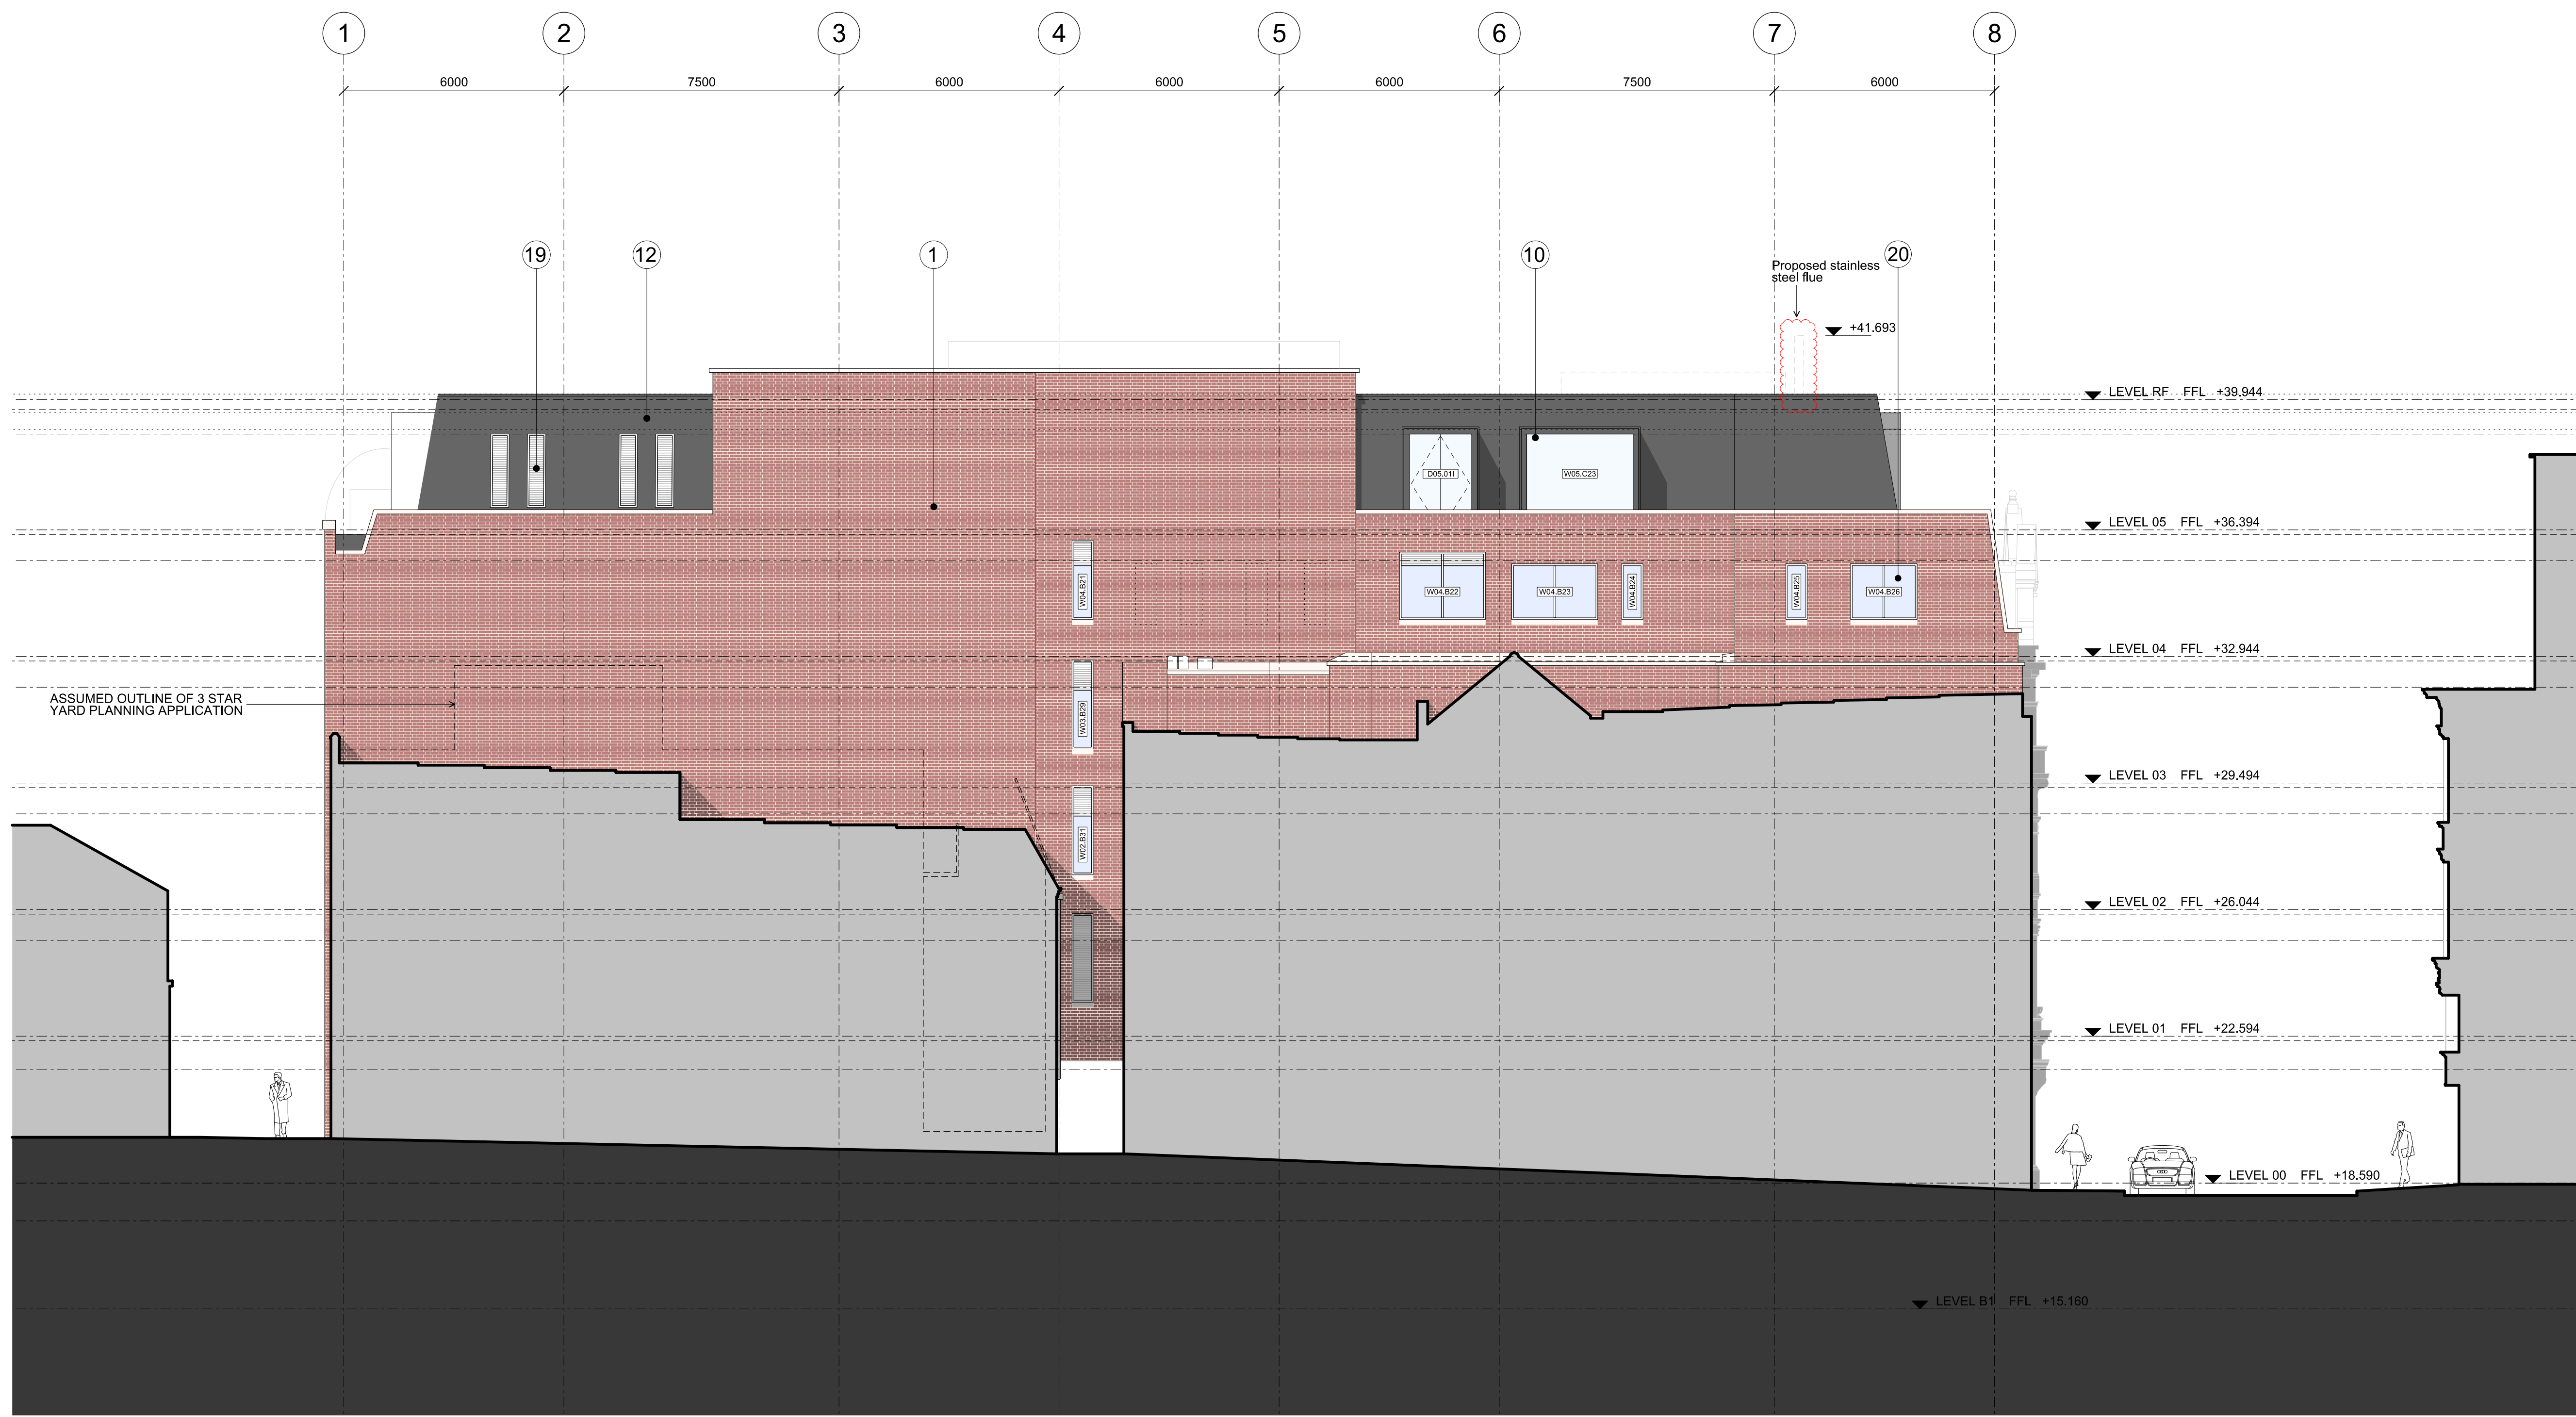 1
2
3
4
5
6
7
8
6000
7500
6000
6000
6000
7500
6000
19
12
1
10
20
Proposed stainless
steel flue
+41.693
LEVEL RF FFL +39.944
D05.01I
W05.C23
LEVEL 05 FFL +36.394
W04.B21
W04.B22
W04.B23
W04.B24
W04.B25
W04.B26
LEVEL 04 FFL +32.944
ASSUMED OUTLINE OF 3 STAR
YARD PLANNING APPLICATION
W03.B29
LEVEL 03 FFL +29.494
W02.B31
LEVEL 02 FFL +26.044
LEVEL 01 FFL +22.594
LEVEL 00 FFL +18.590
LEVEL B1 FFL +15.160